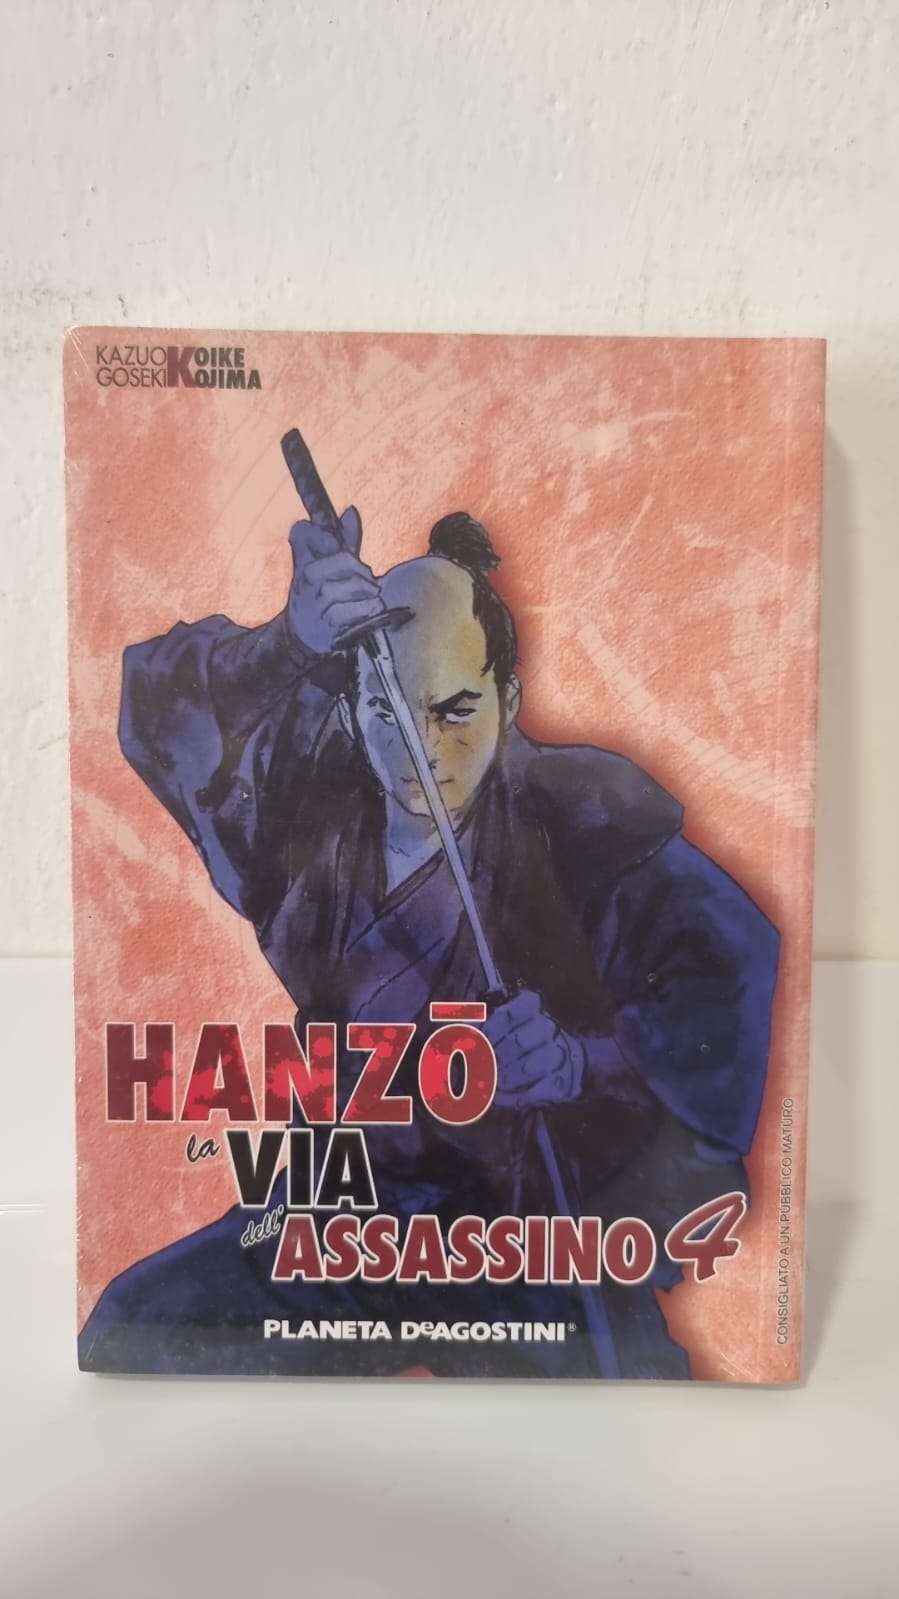 KAZUO KOIKE
GOSEKI KOJIMA
HANZŌ
la VIA
dell' ASSASSINO 4
PLANETA DeAGOSTINI®
CONSIGLIATO A UN PUBBLICO MATURO